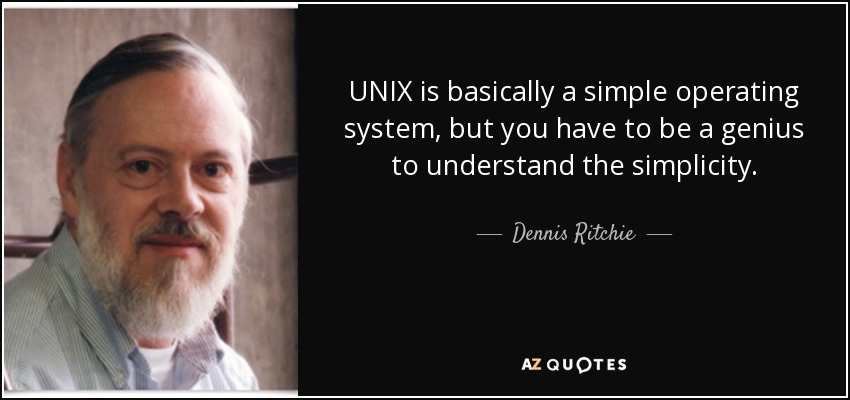 UNIX is basically a simple operating
system, but you have to be a genius
to understand the simplicity.
Dennis Ritchie
AZ QUOTES